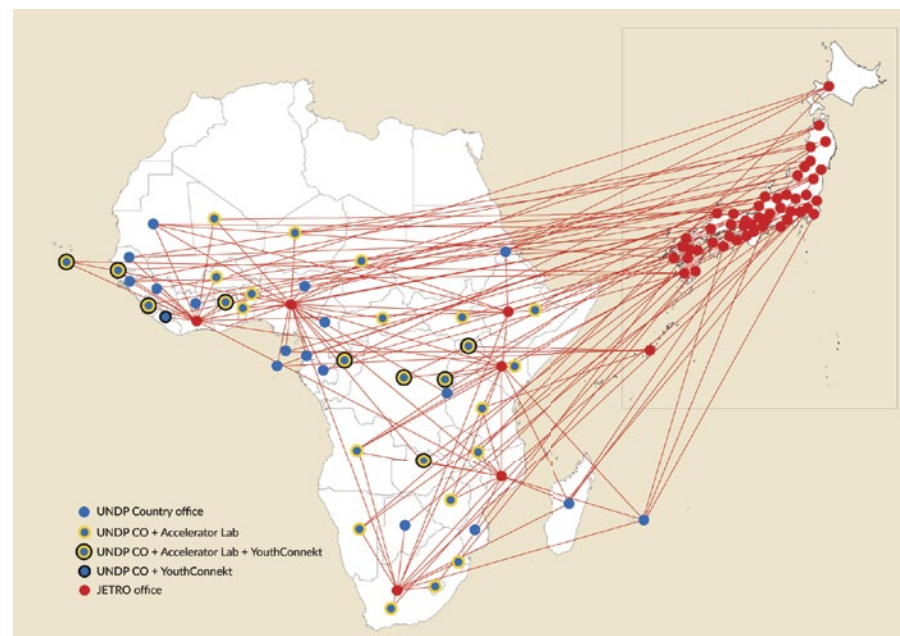 UNDP Country office
UNDP CO + Accelerator Lab
UNDP CO + Accelerator Lab + YouthConnekt
UNDP CO + YouthConnekt
JETRO office